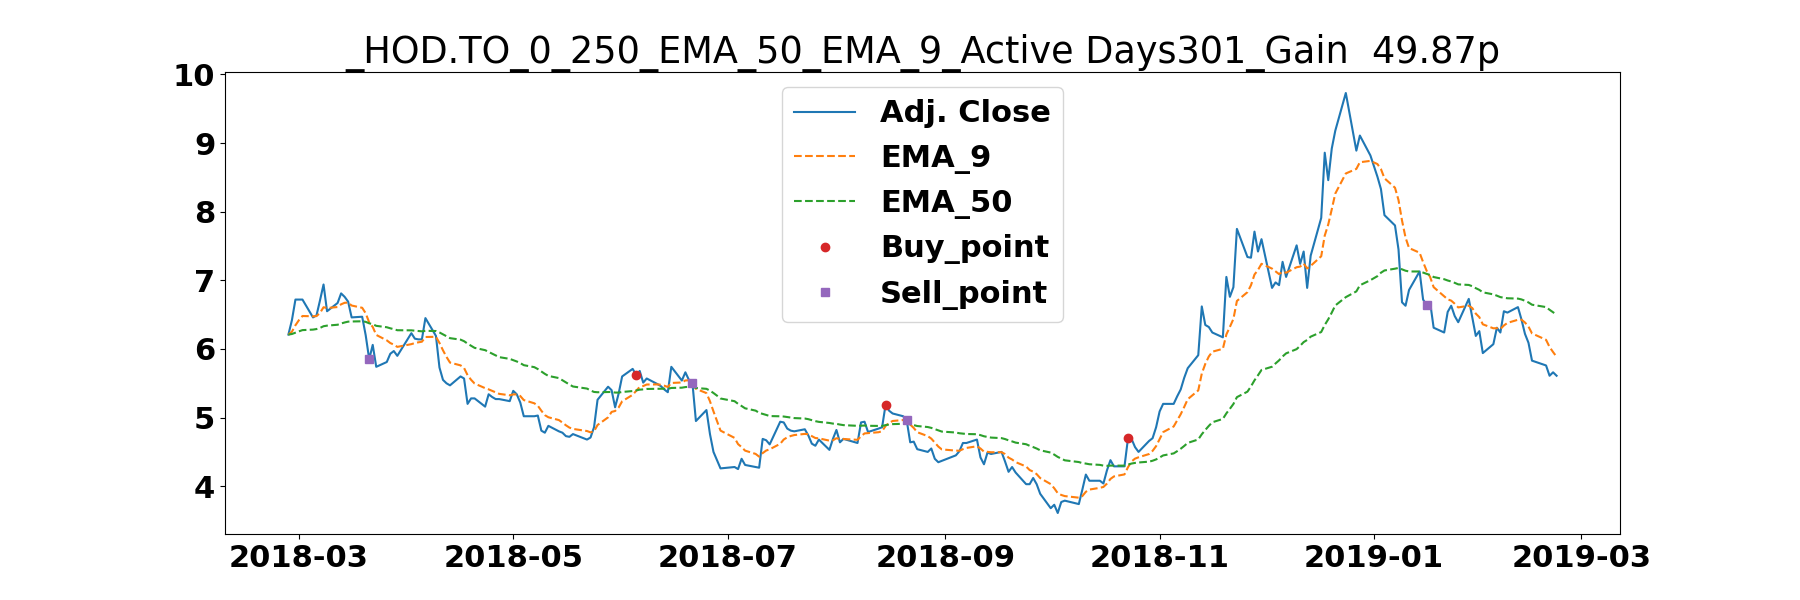 _HOD.TO_0_250_EMA_50_EMA_9_Active Days301_Gain  49.87p
10
9
8
7
6
5
4
Adj. Close
EMA_9
EMA_50
Buy_point
Sell_point
2018-03
2018-05
2018-07
2018-09
2018-11
2019-01
2019-03